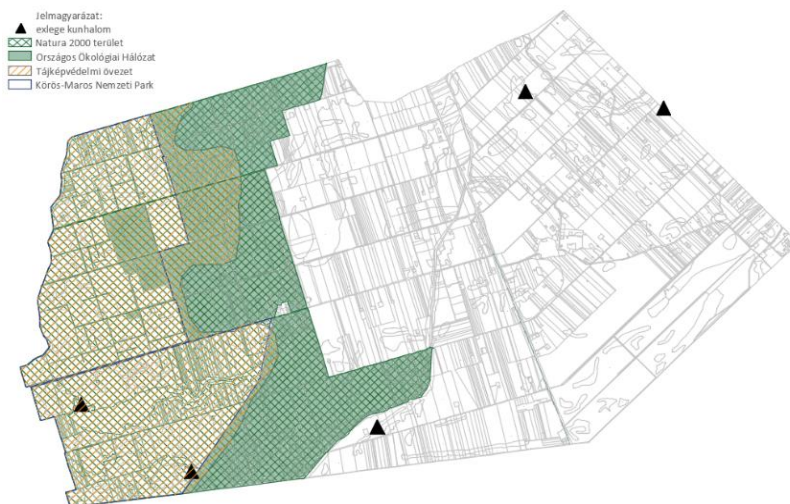 Jelmagyarázat:
exlege kunhalom
Natura 2000 terület
Országos Ökológiai Hálózat
Tájképvédelmi övezet
Körös-Maros Nemzeti Park